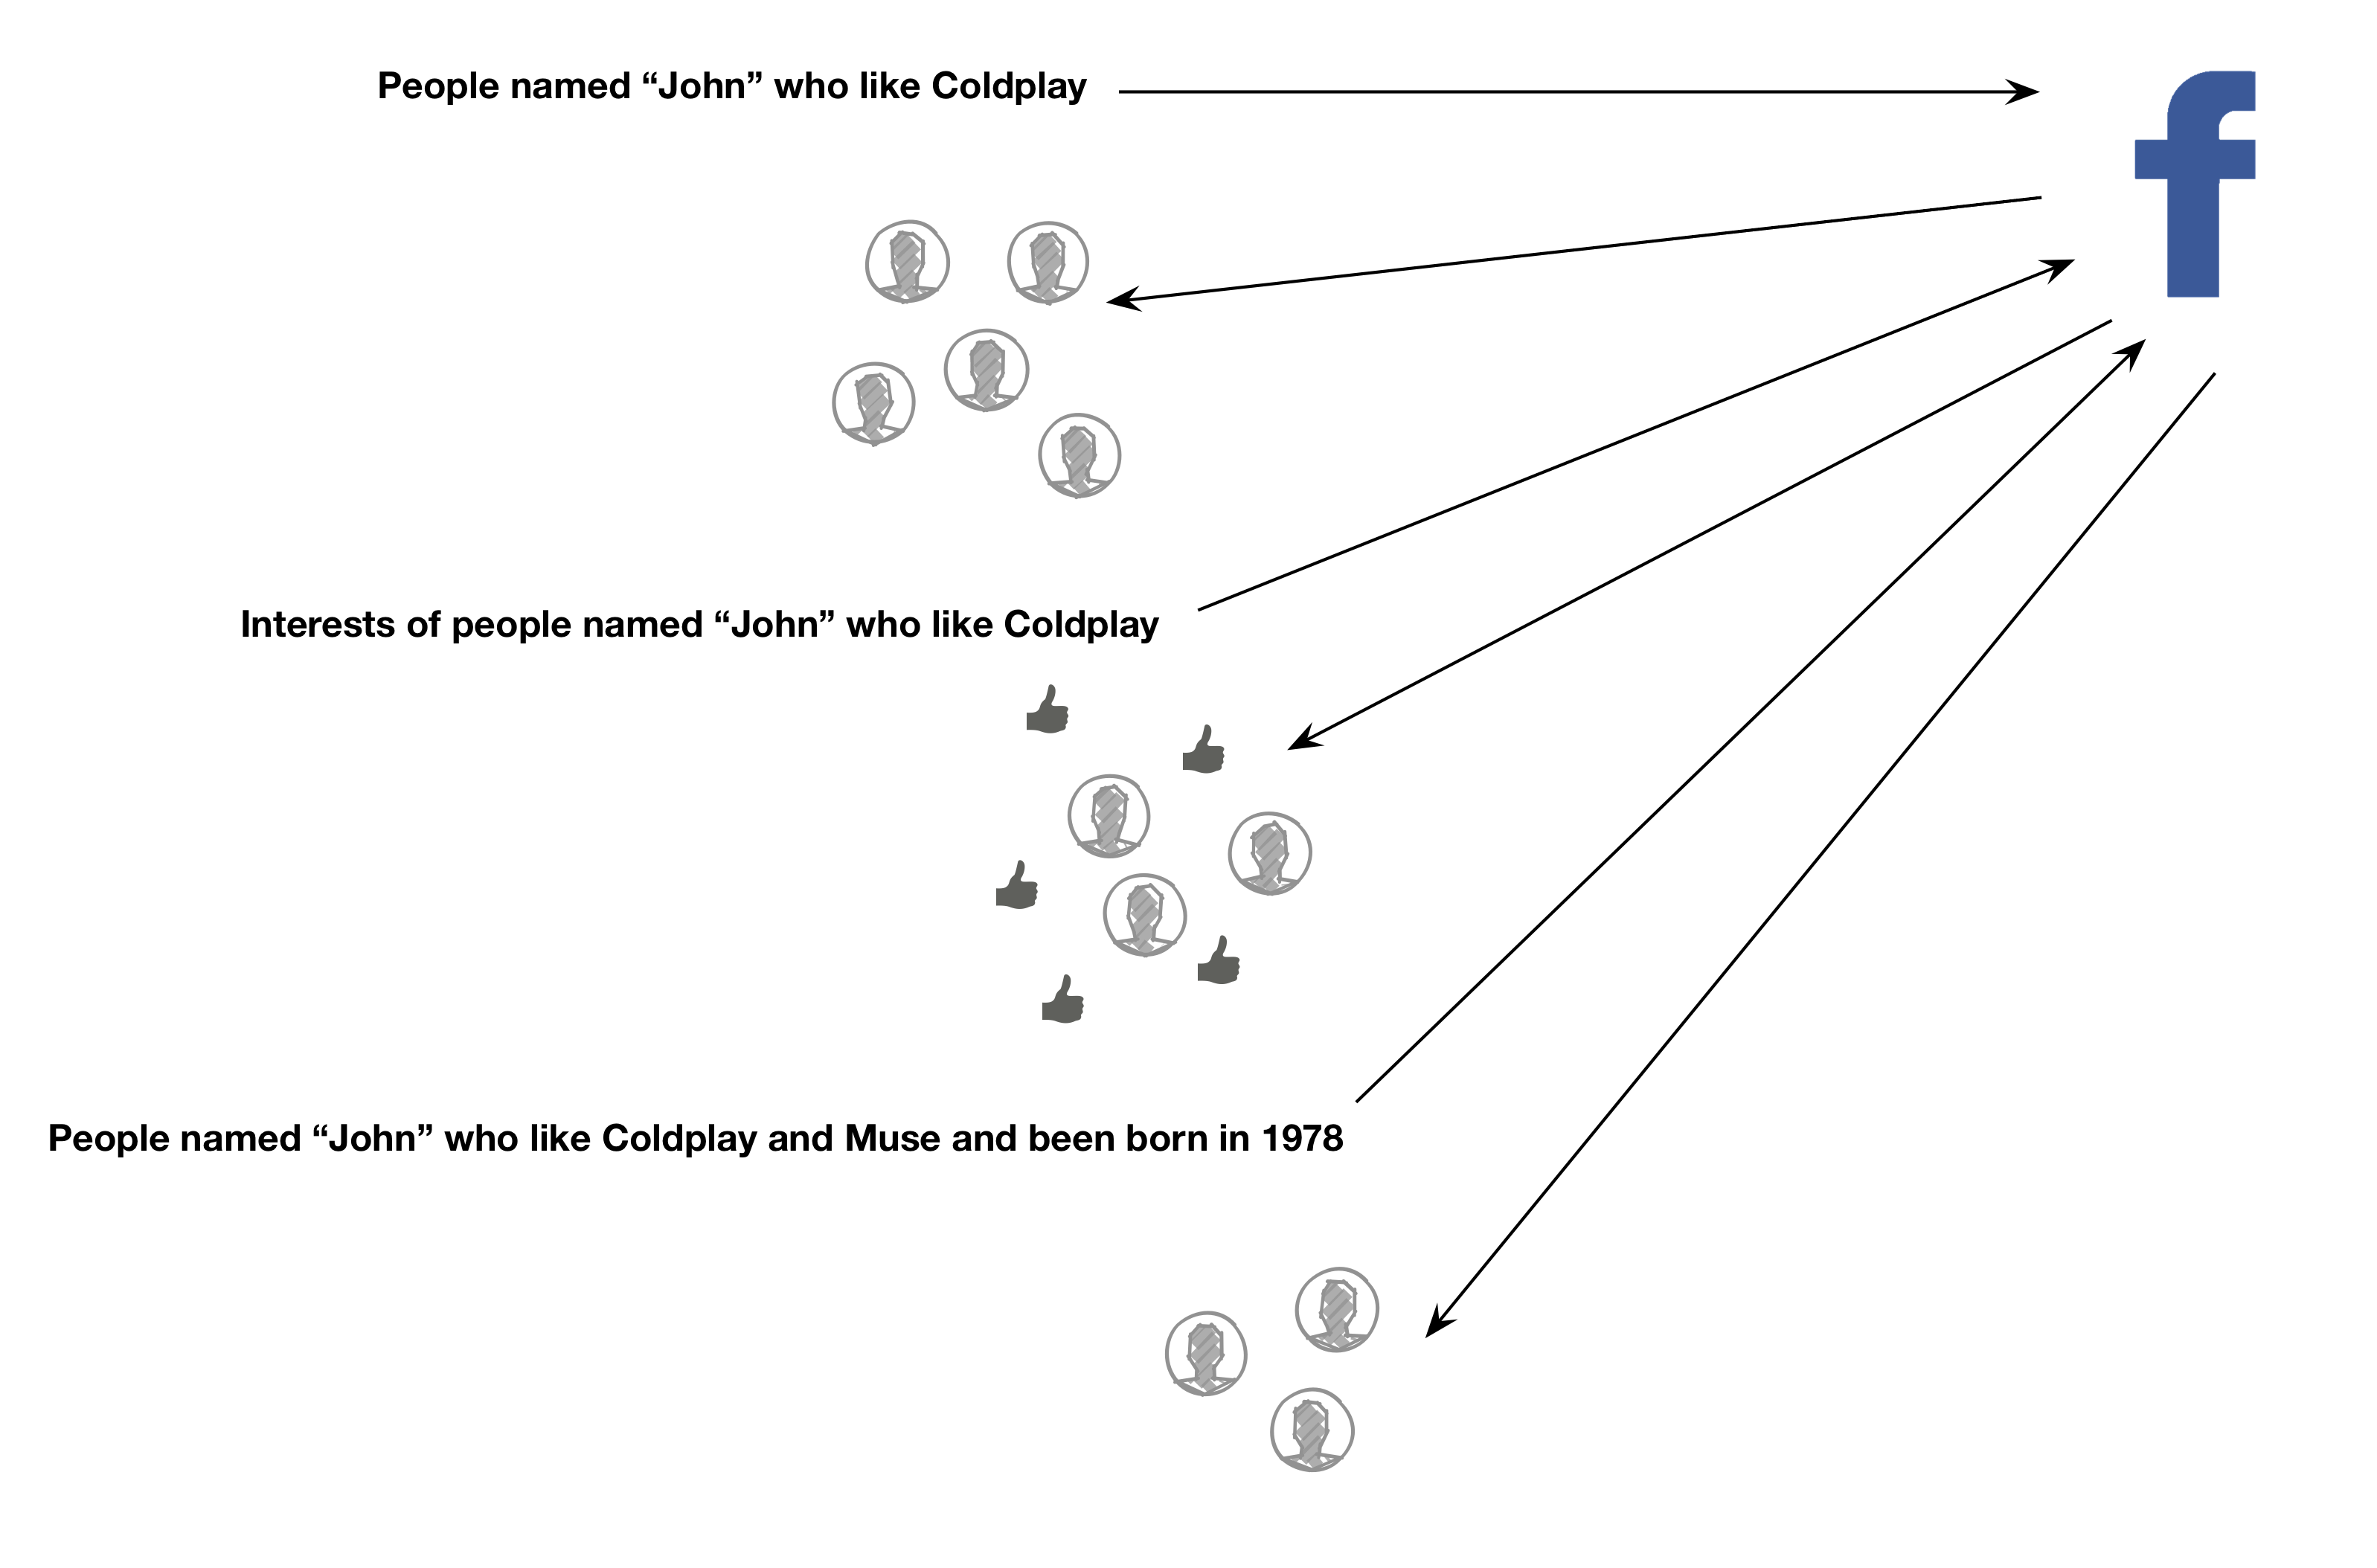 People named “John” who like Coldplay
f
Interests of people named “John” who like Coldplay
People named “John” who like Coldplay and Muse and been born in 1978